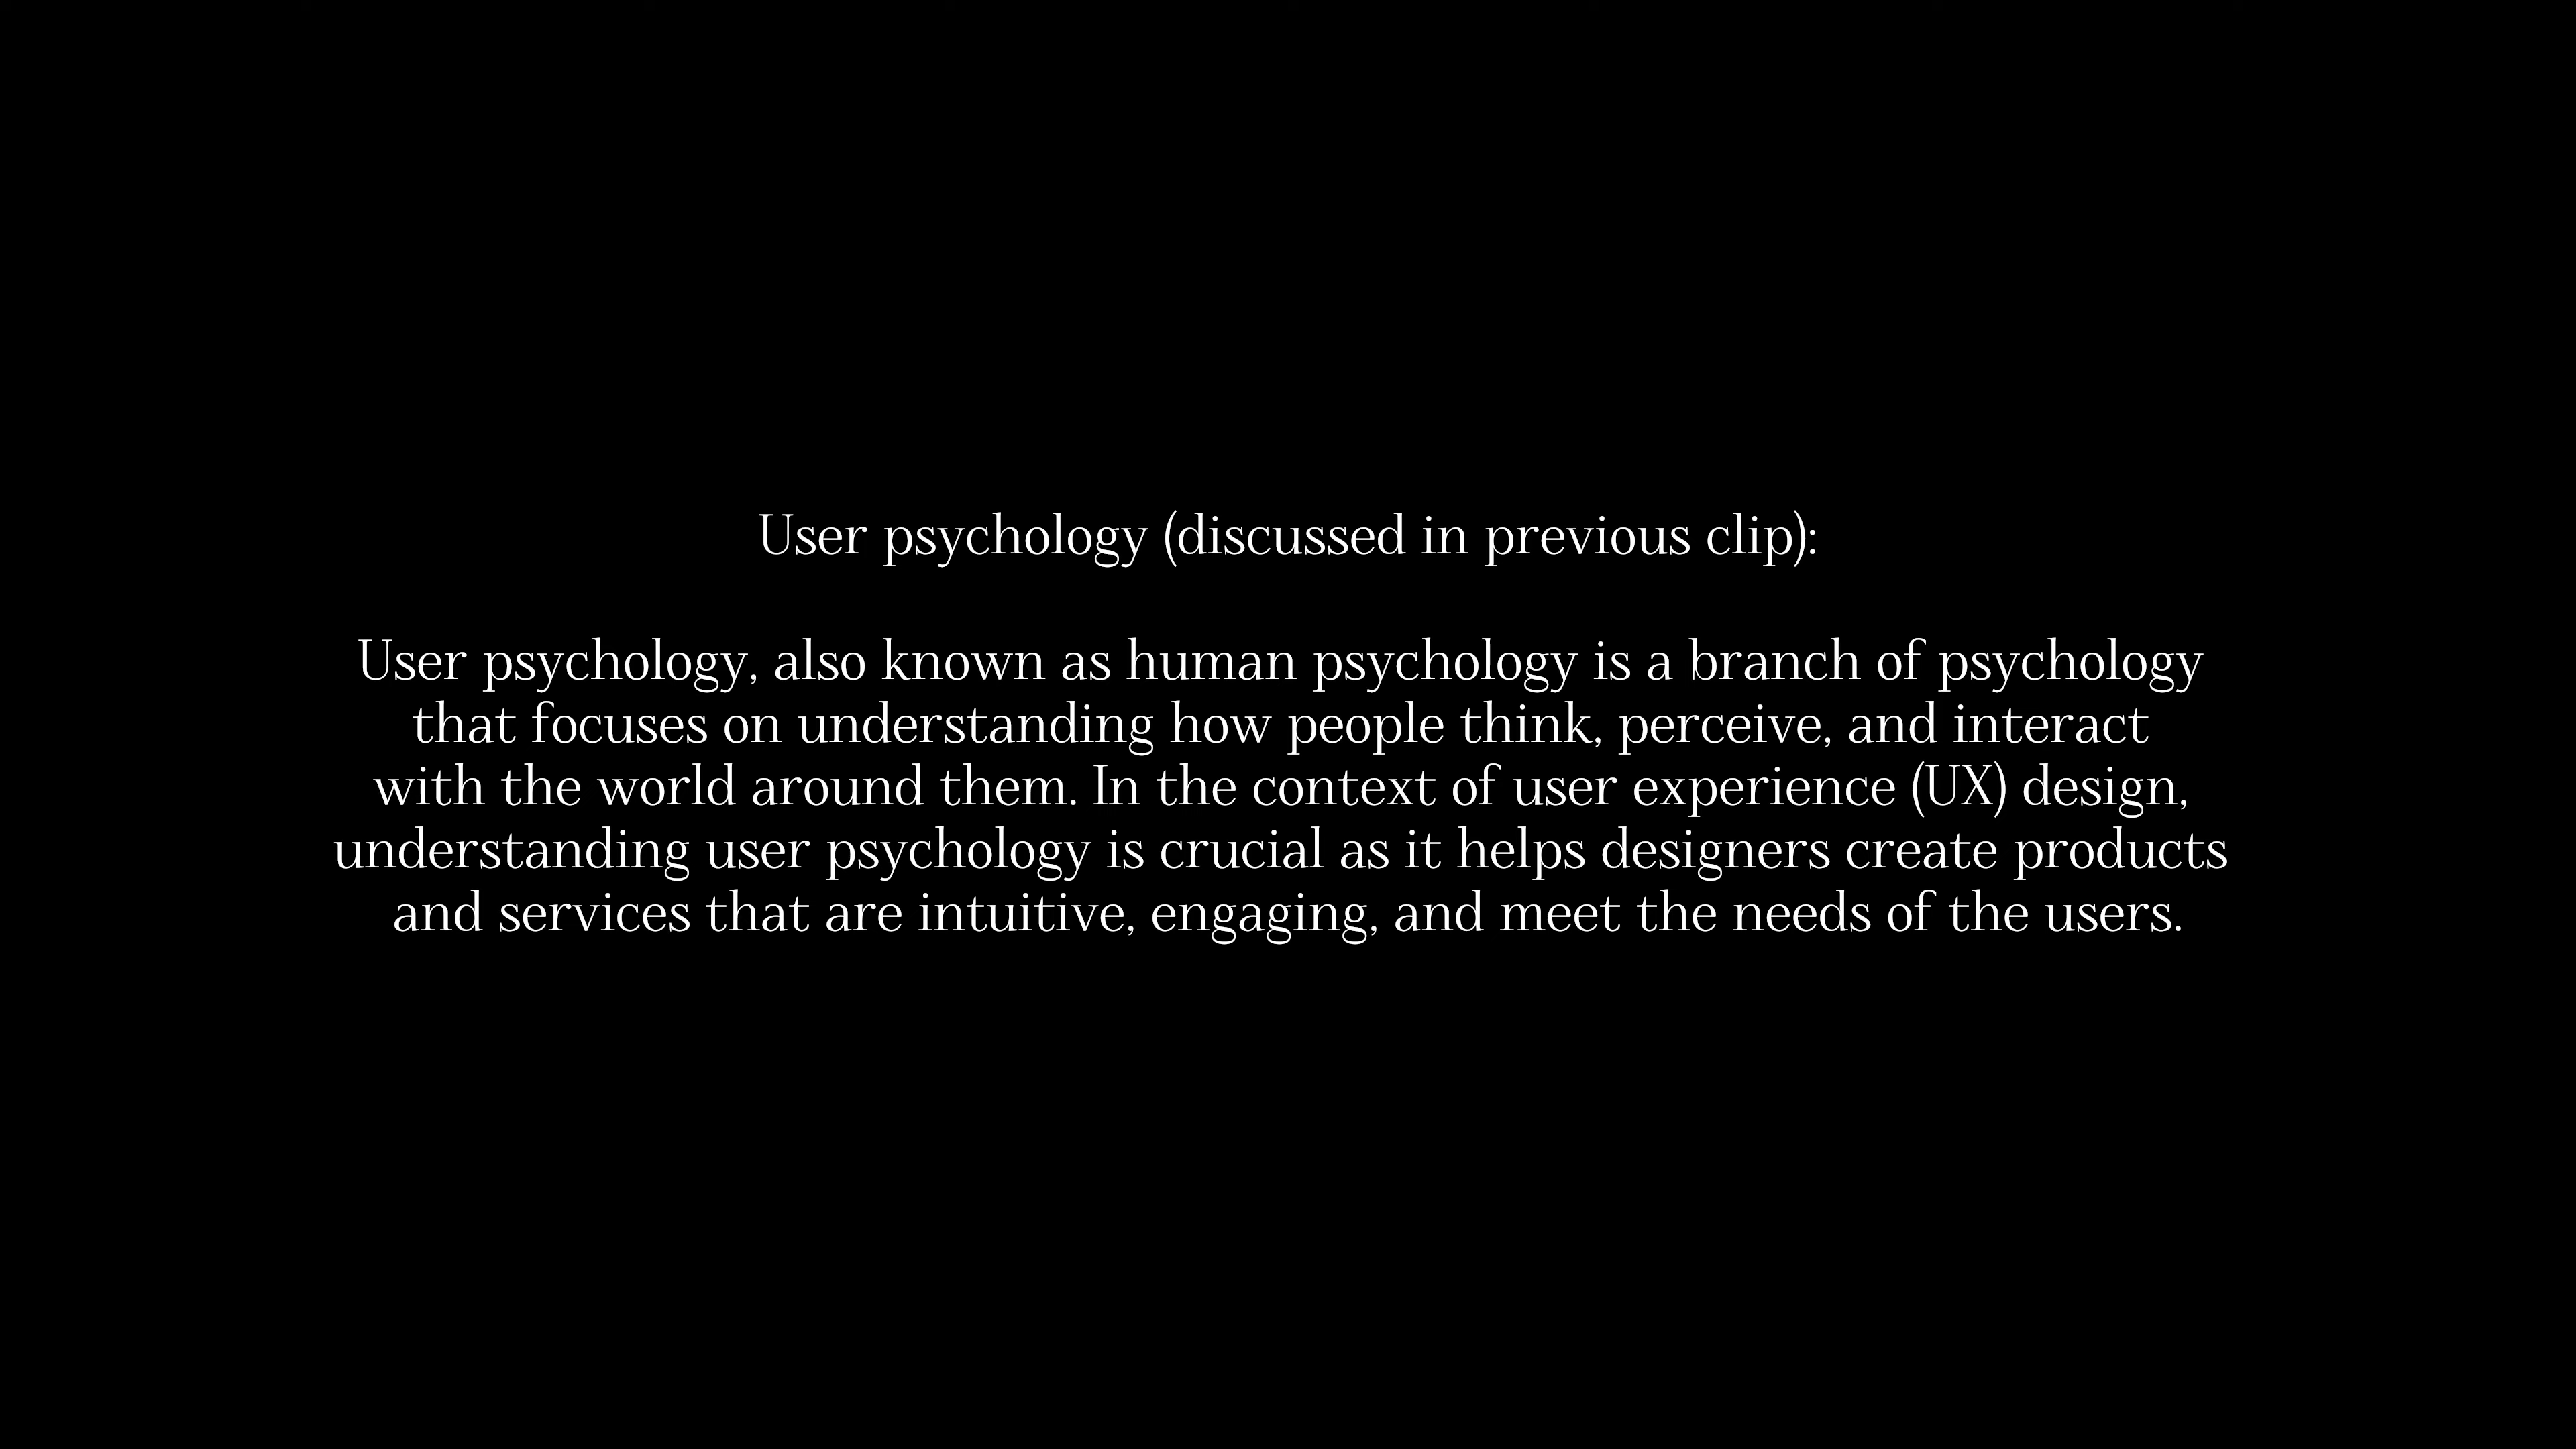 User psychology (discussed in previous clip):
User psychology, also known as human psychology is a branch of psychology
that focuses on understanding how people think, perceive, and interact
with the world around them. In the context of user experience (UX) design,
understanding user psychology is crucial as it helps designers create products
and services that are intuitive, engaging, and meet the needs of the users.